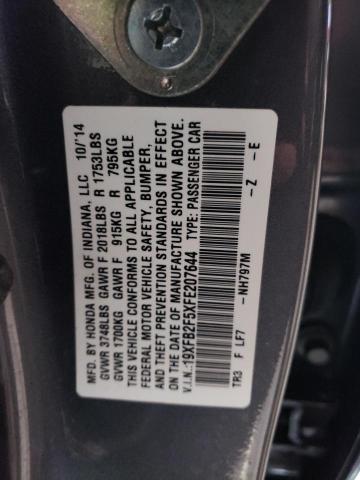 MFD. BY HONDA MFG. OF INDIANA, LLC 10/'14
GVWR 3748LBS GAWR F 2018LBS R 1753LBS
GVWR 1700KG GAWR F 915KG R 795KG
THIS VEHICLE CONFORMS TO ALL APPLICABLE
FEDERAL MOTOR VEHICLE SAFETY, BUMPER,
AND THEFT PREVENTION STANDARDS IN EFFECT
ON THE DATE OF MANUFACTURE SHOWN ABOVE.
V.I.N.:19XFB2F5XFE207644 TYPE: PASSENGER CAR
TR3 F LF7 -NH797M -Z -E